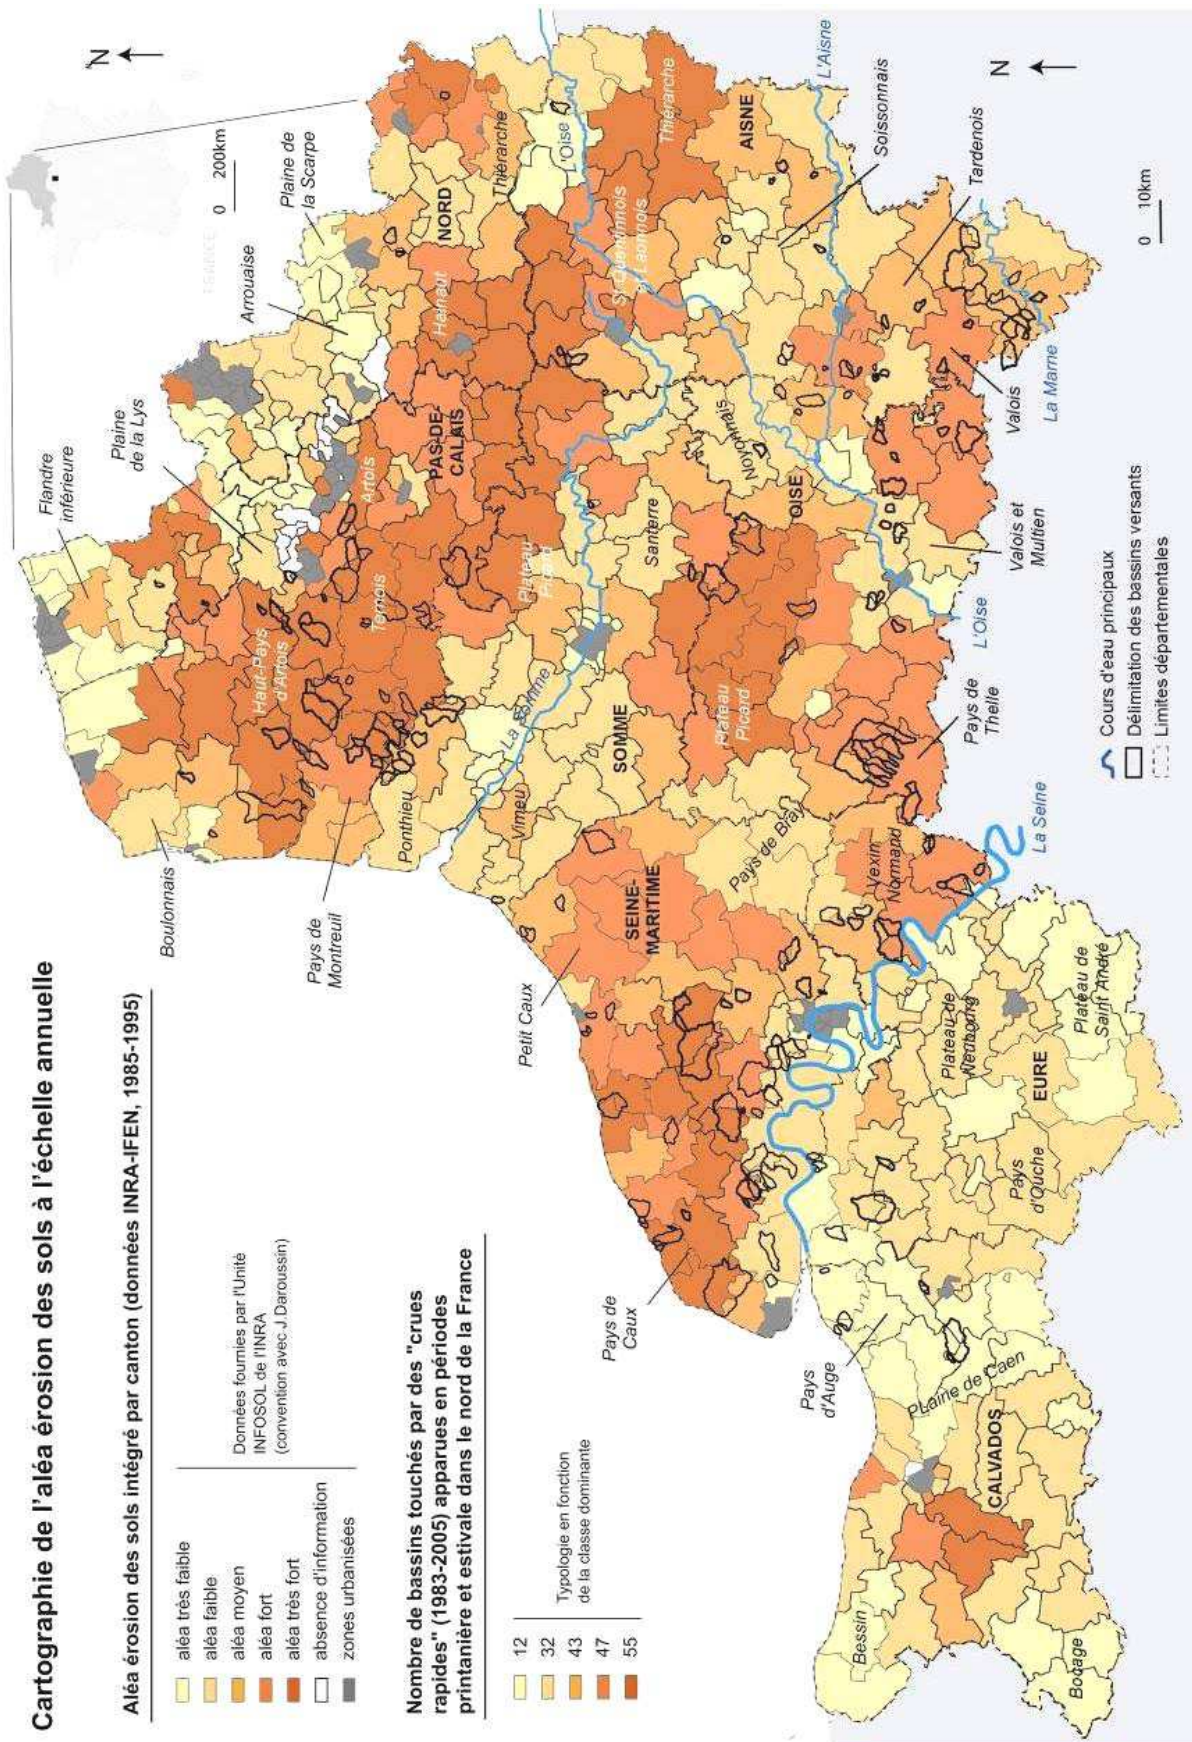 Cartographie de l'aléa érosion des sols à l'échelle annuelle
Aléa érosion des sols intégré par canton (données INRA-IFEN, 1985-1995)
aléa très faible
aléa faible
aléa moyen
aléa fort
aléa très fort
absence d'information
zones urbanisées
Données fournies par l'Unité
INFOSOL de l'INRA
(convention avec J.Daroussin)
Nombre de bassins touchés par des "crues
rapides" (1983-2005) apparues en périodes
printanière et estivale dans le nord de la France
12
32
43
47
55
Typologie en fonction
de la classe dominante
N
FRANCE
0 200km
Flandre
inférieure
Plaine
de la Lys
Arrouaise
Plaine de
la Scarpe
Boulonnais
Haut-Pays
d'Artois
Pays de
Montreuil
Ternois
Artois
PAS-DE-
CALAIS
Hainaut
NORD
Thiérarche
Ponthieu
Vimeu
La Somme
Plateau
Picard
SOMME
Santerre
St Quentinnois
et Laonnois
L'Oise
Thiérarche
AISNE
L'Aisne
Soissonnais
Tardenois
Noyonnais
OISE
Petit Caux
SEINE-
MARITIME
Pays de Bray
Plateau
Picard
Pays de
Thelle
L'Oise
Valois et
Multien
Valois
La Marne
Pays de
Caux
Vexin
Normand
La Seine
Plateau de
Neubourg
Plateau de
Saint André
EURE
Pays
d'Ouche
Pays
d'Auge
PLaine de Caen
CALVADOS
Bessin
Bocage
N
0 10km
Cours d'eau principaux
Délimitation des bassins versants
Limites départementales